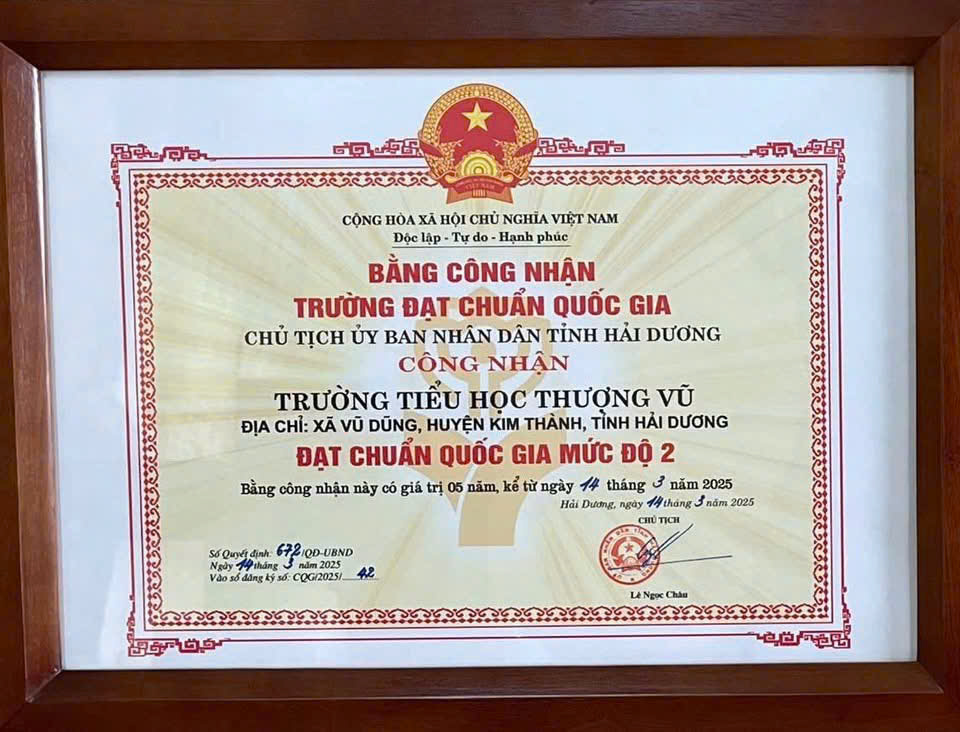 VIỆT NAM
CỘNG HÒA XÃ HỘI CHỦ NGHĨA VIỆT NAM
Độc lập - Tự do - Hạnh phúc
BẰNG CÔNG NHẬN
TRƯỜNG ĐẠT CHUẨN QUỐC GIA
CHỦ TỊCH ỦY BAN NHÂN DÂN TỈNH HẢI DƯƠNG
CÔNG NHẬN
TRƯỜNG TIỂU HỌC THƯỢNG VŨ
ĐỊA CHỈ: XÃ VŨ DŨNG, HUYỆN KIM THÀNH, TỈNH HẢI DƯƠNG
ĐẠT CHUẨN QUỐC GIA MỨC ĐỘ 2
Bằng công nhận này có giá trị 05 năm, kể từ ngày 14 tháng 3 năm 2025
Hải Dương, ngày 14 tháng 3 năm 2025
CHỦ TỊCH
Số Quyết định: 672/QĐ-UBND
Ngày 14 tháng 3 năm 2025
Vào sổ đăng ký số: CQG/2025/ 42
Lê Ngọc Châu